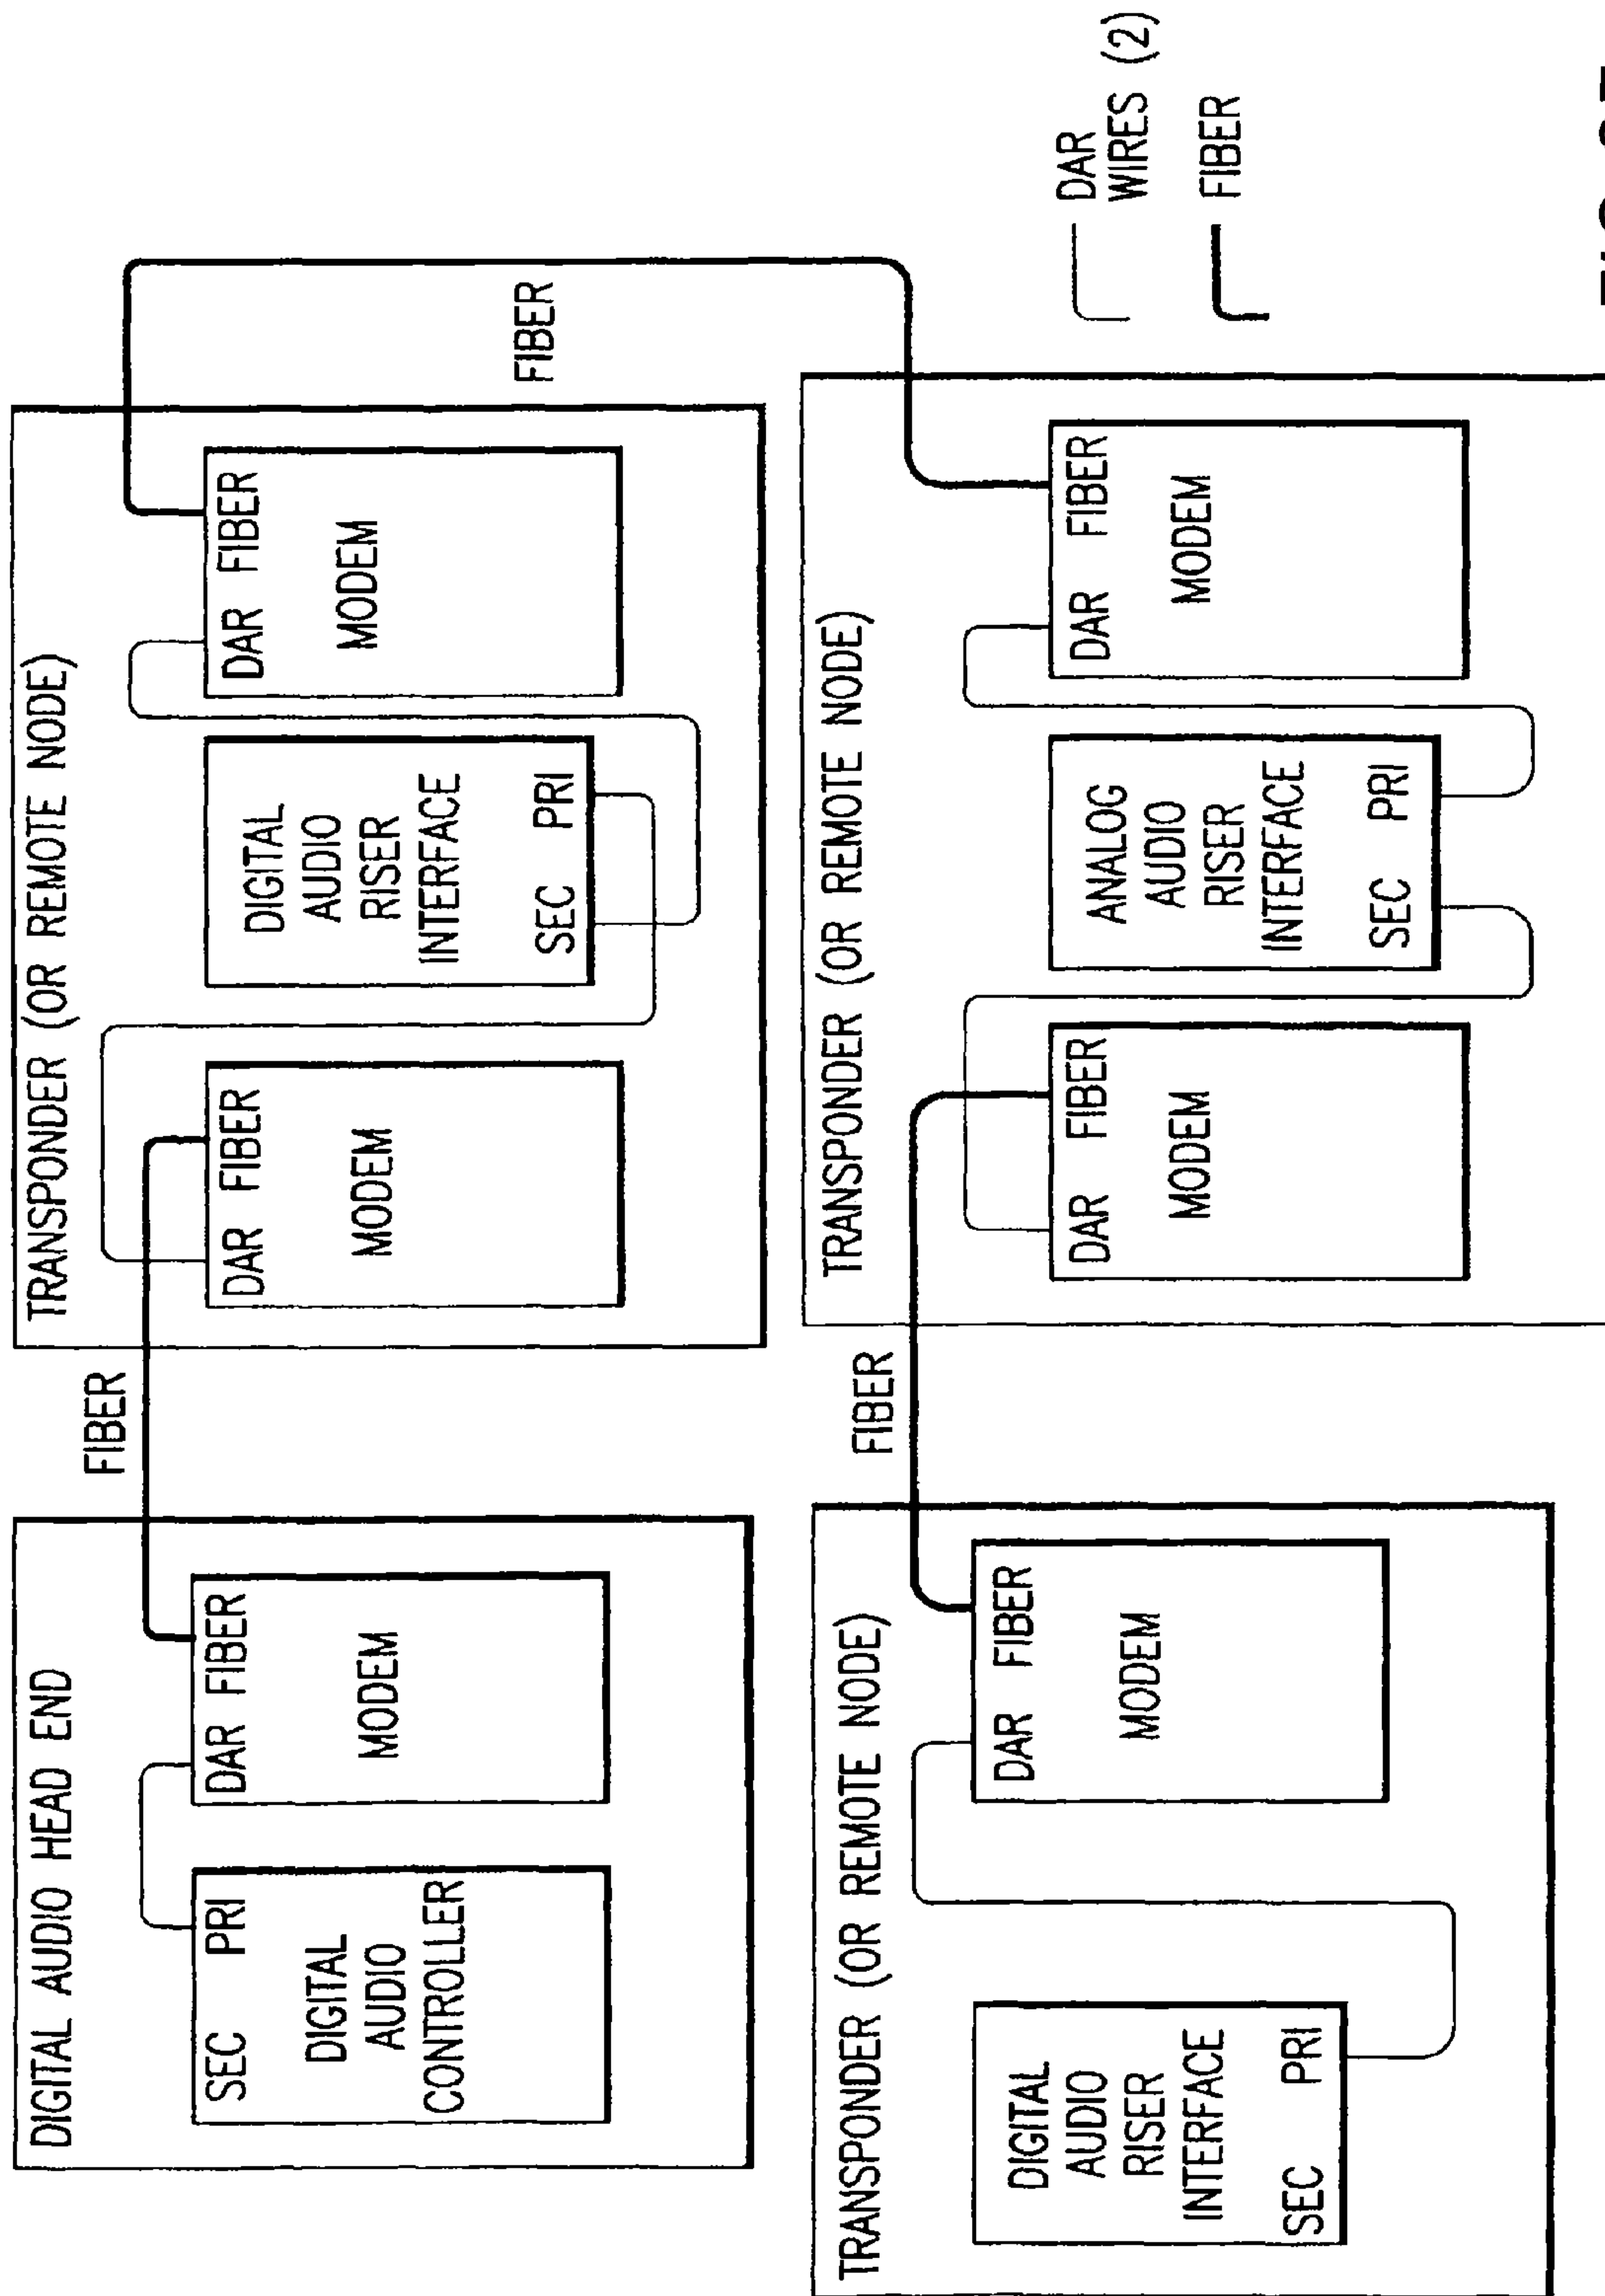 DIGITAL AUDIO HEAD END
SEC PRI
DIGITAL
AUDIO
CONTROLLER
DAR FIBER
MODEM
FIBER
TRANSPONDER (OR REMOTE NODE)
DAR FIBER
MODEM
DIGITAL
AUDIO
RISER
INTERFACE
SEC PRI
DAR FIBER
MODEM
FIBER
TRANSPONDER (OR REMOTE NODE)
DIGITAL
AUDIO
RISER
INTERFACE
SEC PRI
DAR FIBER
MODEM
FIBER
TRANSPONDER (OR REMOTE NODE)
DAR FIBER
MODEM
ANALOG
AUDIO
RISER
INTERFACE
SEC PRI
DAR FIBER
MODEM
DAR
WIRES (2)
FIBER